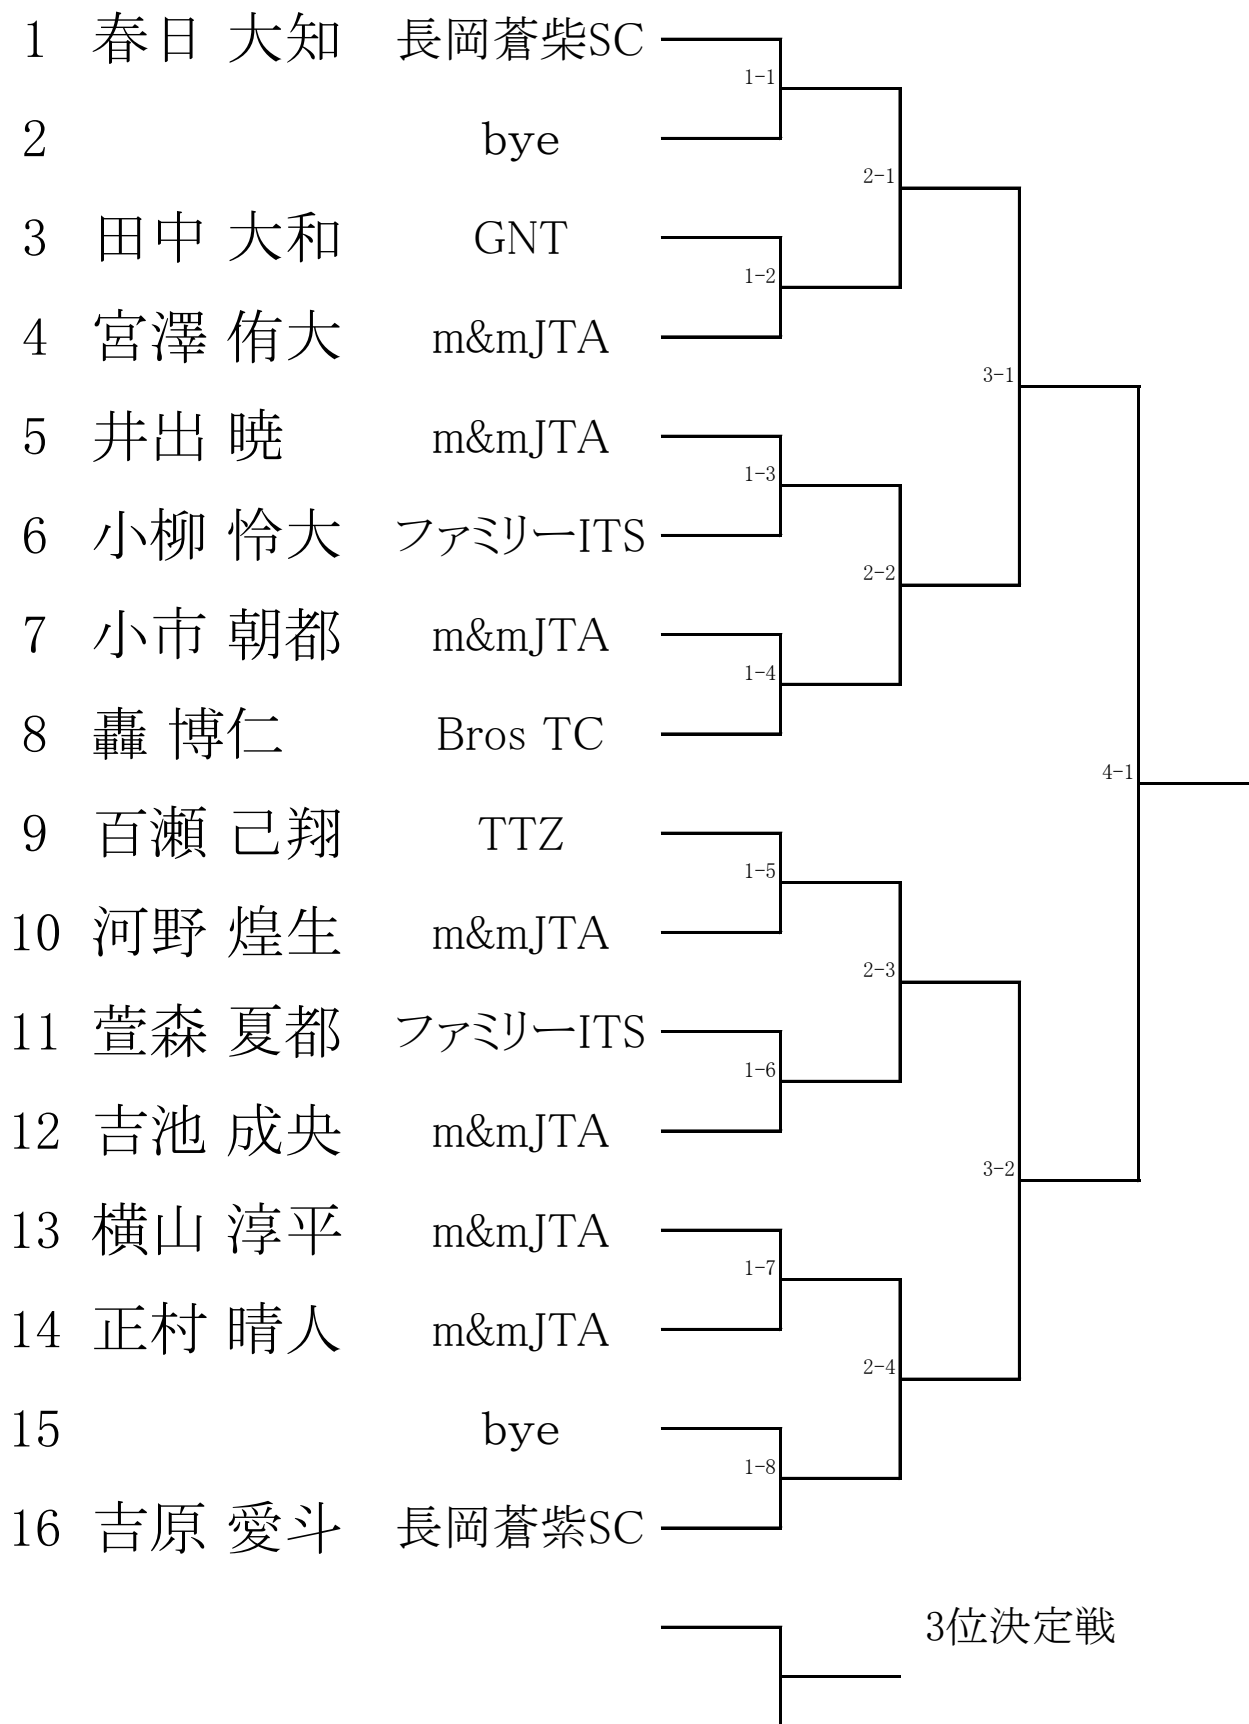 1 春日 大知 長岡蒼柴SC
1-1
2 bye
2-1
3 田中 大和 GNT
1-2
4 宮澤 侑大 m&mJTA
3-1
5 井出 暁 m&mJTA
1-3
6 小柳 怜大 ファミリーITS
2-2
7 小市 朝都 m&mJTA
1-4
8 轟 博仁 Bros TC
4-1
9 百瀬 己翔 TTZ
1-5
10 河野 煌生 m&mJTA
2-3
11 萱森 夏都 ファミリーITS
1-6
12 吉池 成央 m&mJTA
3-2
13 横山 淳平 m&mJTA
1-7
14 正村 晴人 m&mJTA
2-4
15 bye
1-8
16 吉原 愛斗 長岡蒼紫SC
3位決定戦